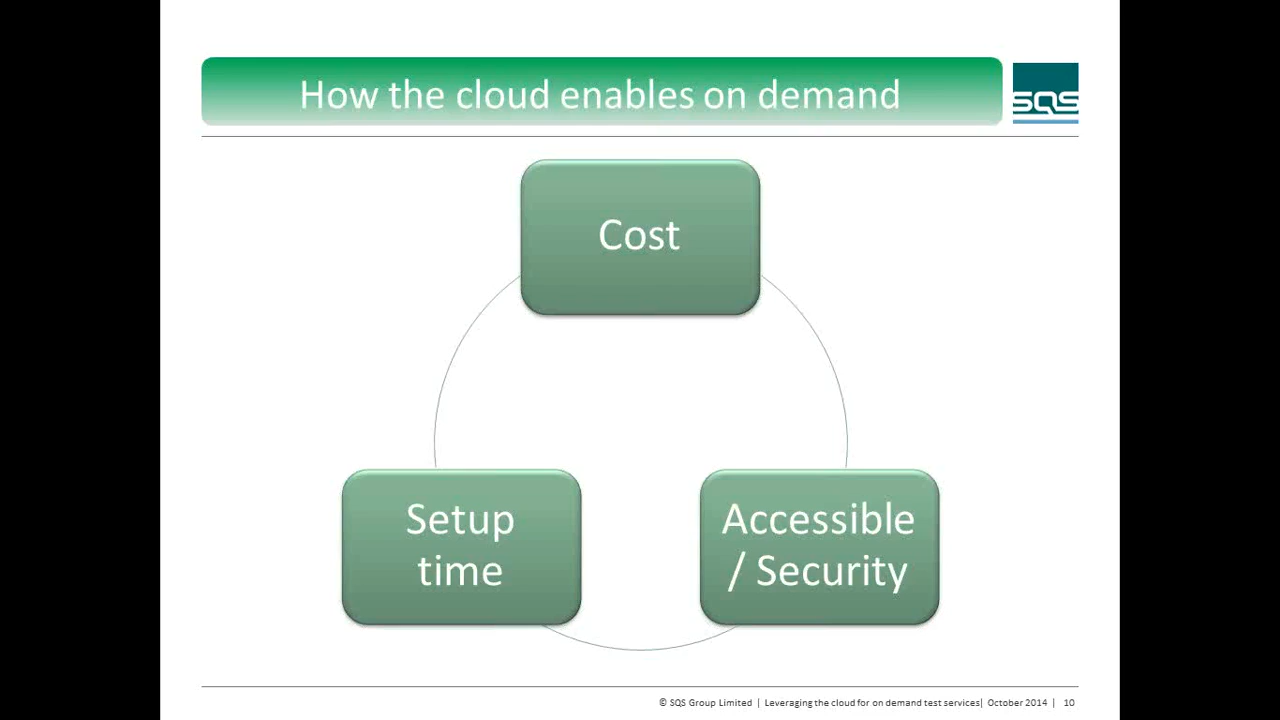 How the cloud enables on demand
SQS
Cost
Setup
time
Accessible
/ Security
© SQS Group Limited | Leveraging the cloud for on demand test services| October 2014 | 10